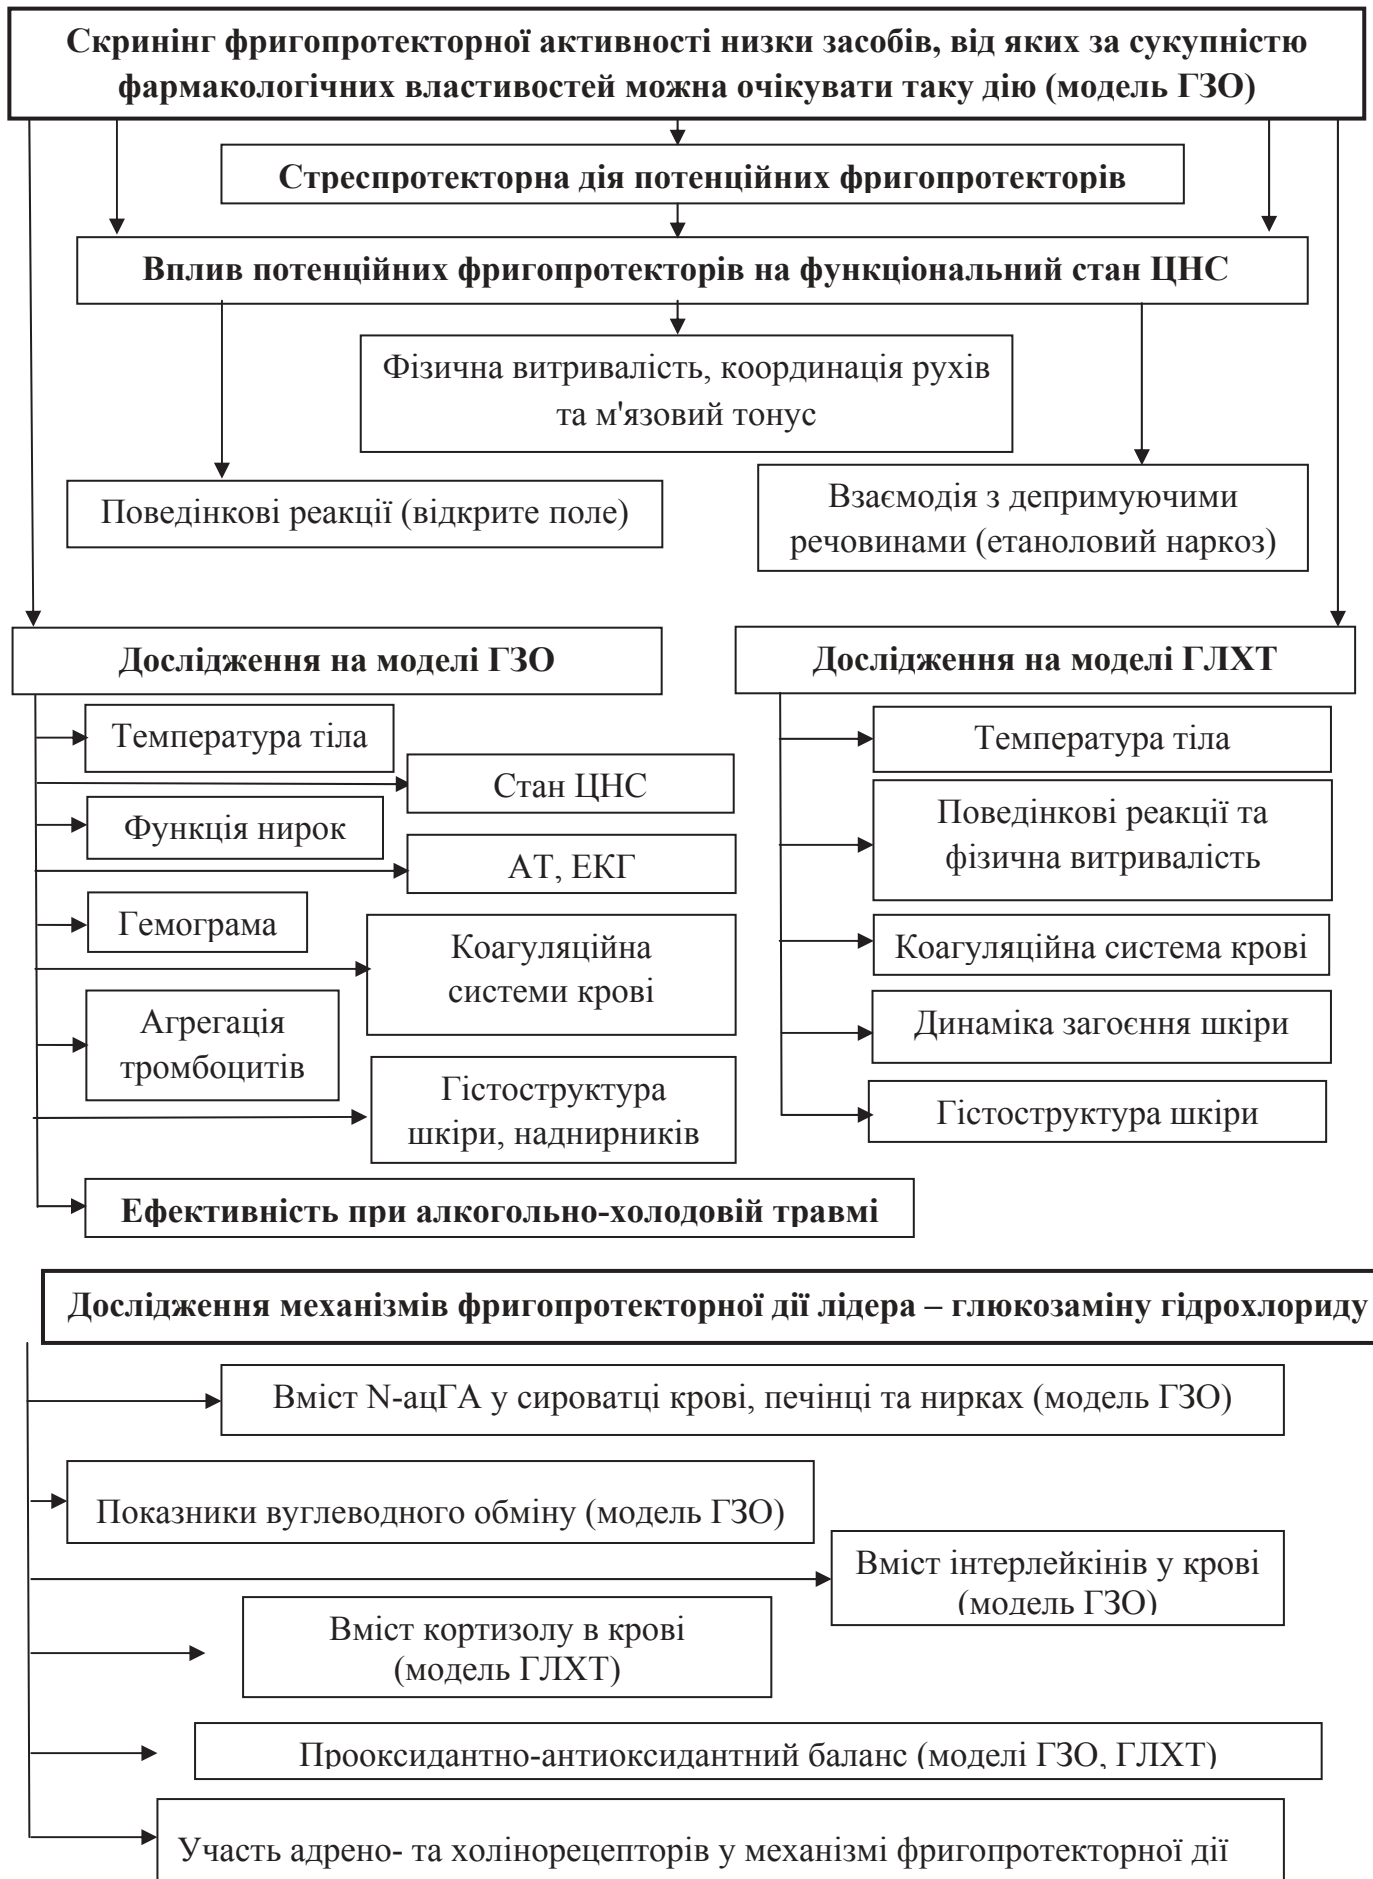 Скринінг фригопротекторної активності низки засобів, від яких за сукупністю
фармакологічних властивостей можна очікувати таку дію (модель ГЗО)
Стреспротекторна дія потенційних фригопротекторів
Вплив потенційних фригопротекторів на функціональний стан ЦНС
Фізична витривалість, координація рухів
та м'язовий тонус
Поведінкові реакції (відкрите поле)
Взаємодія з депримуючими
речовинами (етаноловий наркоз)
Дослідження на моделі ГЗО
Температура тіла
Стан ЦНС
Функція нирок
АТ, ЕКГ
Гемограма
Коагуляційна
системи крові
Агрегація
тромбоцитів
Гістоструктура
шкіри, наднирників
Ефективність при алкогольно-холодовій травмі
Дослідження на моделі ГЛХТ
Температура тіла
Поведінкові реакції та
фізична витривалість
Коагуляційна система крові
Динаміка загоєння шкіри
Гістоструктура шкіри
Дослідження механізмів фригопротекторної дії лідера – глюкозаміну гідрохлориду
Вміст N-ацГА у сироватці крові, печінці та нирках (модель ГЗО)
Показники вуглеводного обміну (модель ГЗО)
Вміст інтерлейкінів у крові
(модель ГЗО)
Вміст кортизолу в крові
(модель ГЛХТ)
Прооксидантно-антиоксидантний баланс (моделі ГЗО, ГЛХТ)
Участь адрено- та холінорецепторів у механізмі фригопротекторної дії